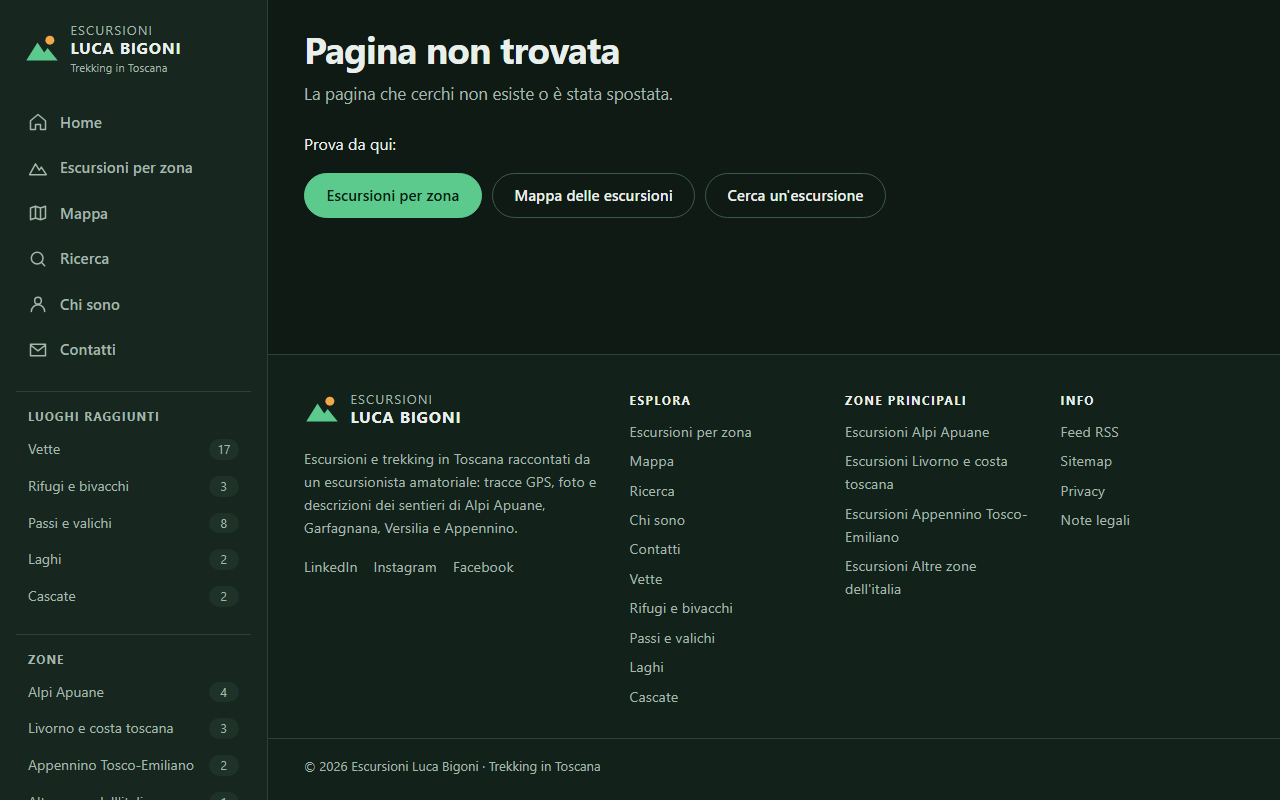 ESCURSIONI
LUCA BIGONI
Trekking in Toscana
Home
Escursioni per zona
Mappa
Ricerca
Chi sono
Contatti
LUOGHI RAGGIUNTI
Vette 17
Rifugi e bivacchi 3
Passi e valichi 8
Laghi 2
Cascate 2
ZONE
Alpi Apuane 4
Livorno e costa toscana 3
Appennino Tosco-Emiliano 2
Pagina non trovata
La pagina che cerchi non esiste o è stata spostata.
Prova da qui:
Escursioni per zona
Mappa delle escursioni
Cerca un'escursione
ESCURSIONI
LUCA BIGONI
Escursioni e trekking in Toscana raccontati da
un escursionista amatoriale: tracce GPS, foto e
descrizioni dei sentieri di Alpi Apuane,
Garfagnana, Versilia e Appennino.
LinkedIn Instagram Facebook
ESPLORA
Escursioni per zona
Mappa
Ricerca
Chi sono
Contatti
Vette
Rifugi e bivacchi
Passi e valichi
Laghi
Cascate
ZONE PRINCIPALI
Escursioni Alpi Apuane
Escursioni Livorno e costa
toscana
Escursioni Appennino Tosco-
Emiliano
Escursioni Altre zone
dell'italia
INFO
Feed RSS
Sitemap
Privacy
Note legali
© 2026 Escursioni Luca Bigoni · Trekking in Toscana